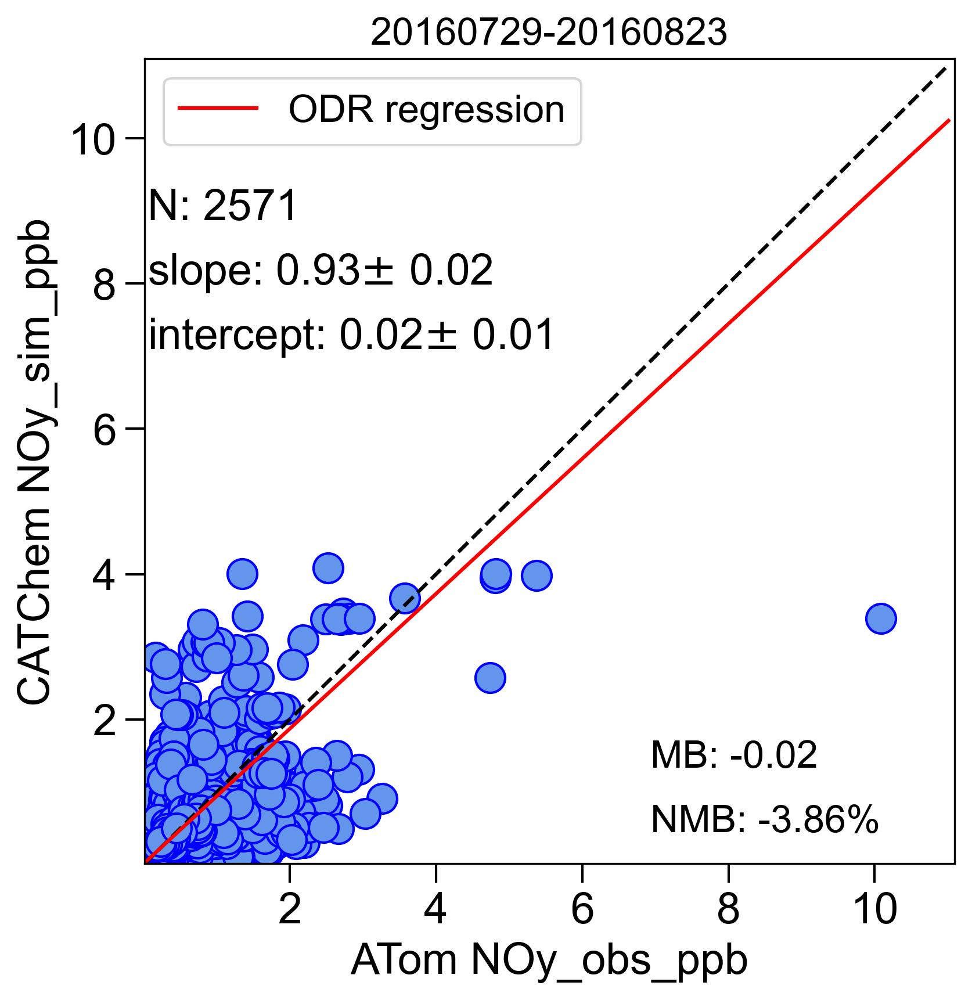 20160729-20160823
ODR regression
N: 2571
slope: 0.93± 0.02
intercept: 0.02± 0.01
10
8
6
4
2
CATChem NOy_sim_ppb
MB: -0.02
NMB: -3.86%
2 4 6 8 10
ATom NOy_obs_ppb